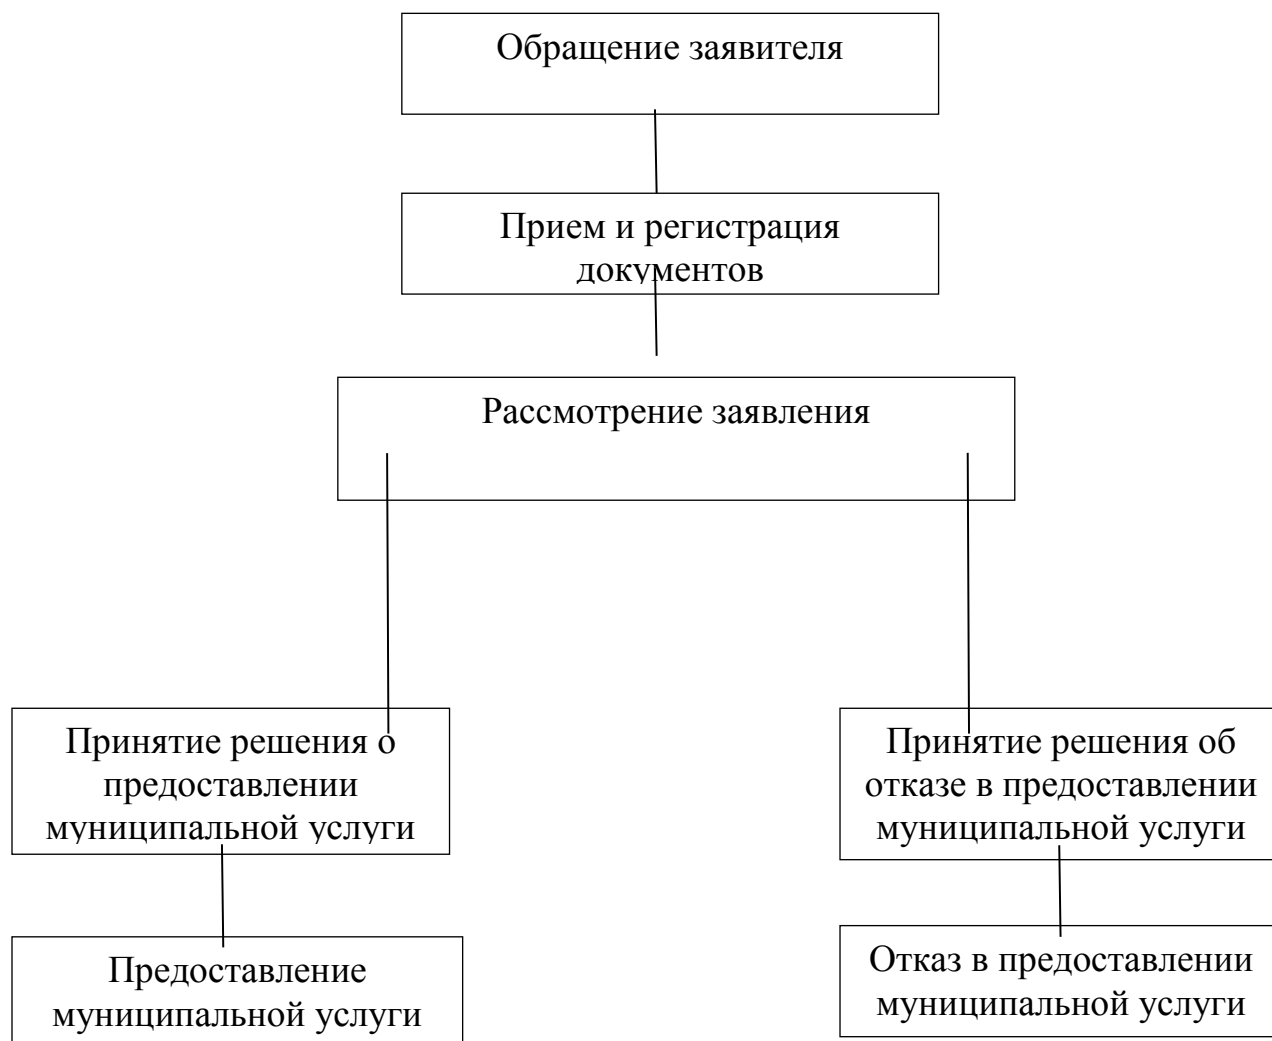 Обращение заявителя
Прием и регистрация
документов
Рассмотрение заявления
Принятие решения о
предоставлении
муниципальной услуги
Принятие решения об
отказе в предоставлении
муниципальной услуги
Предоставление
муниципальной услуги
Отказ в предоставлении
муниципальной услуги